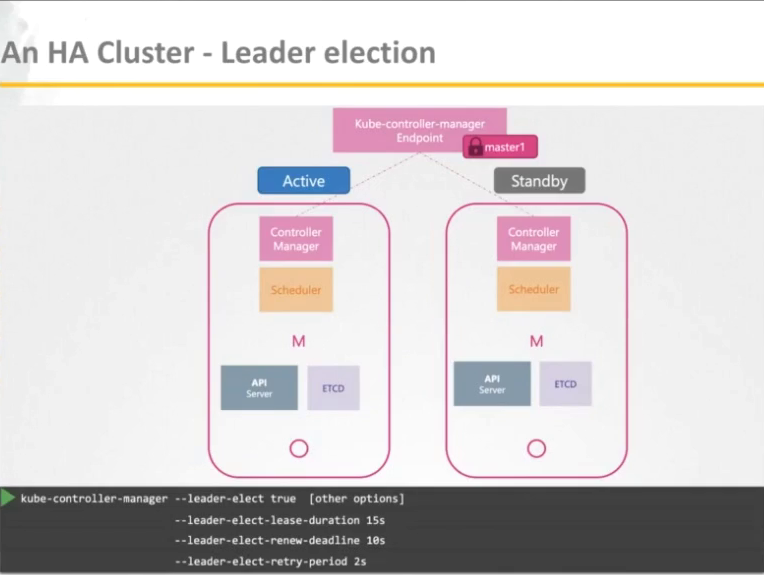 An HA Cluster - Leader election
Kube-controller-manager
Endpoint
master1
Active
Standby
Controller
Manager
Scheduler
M
API
Server
ETCD
Controller
Manager
Scheduler
M
API
Server
ETCD
kube-controller-manager --leader-elect true [other options]
--leader-elect-lease-duration 15s
--leader-elect-renew-deadline 10s
--leader-elect-retry-period 2s